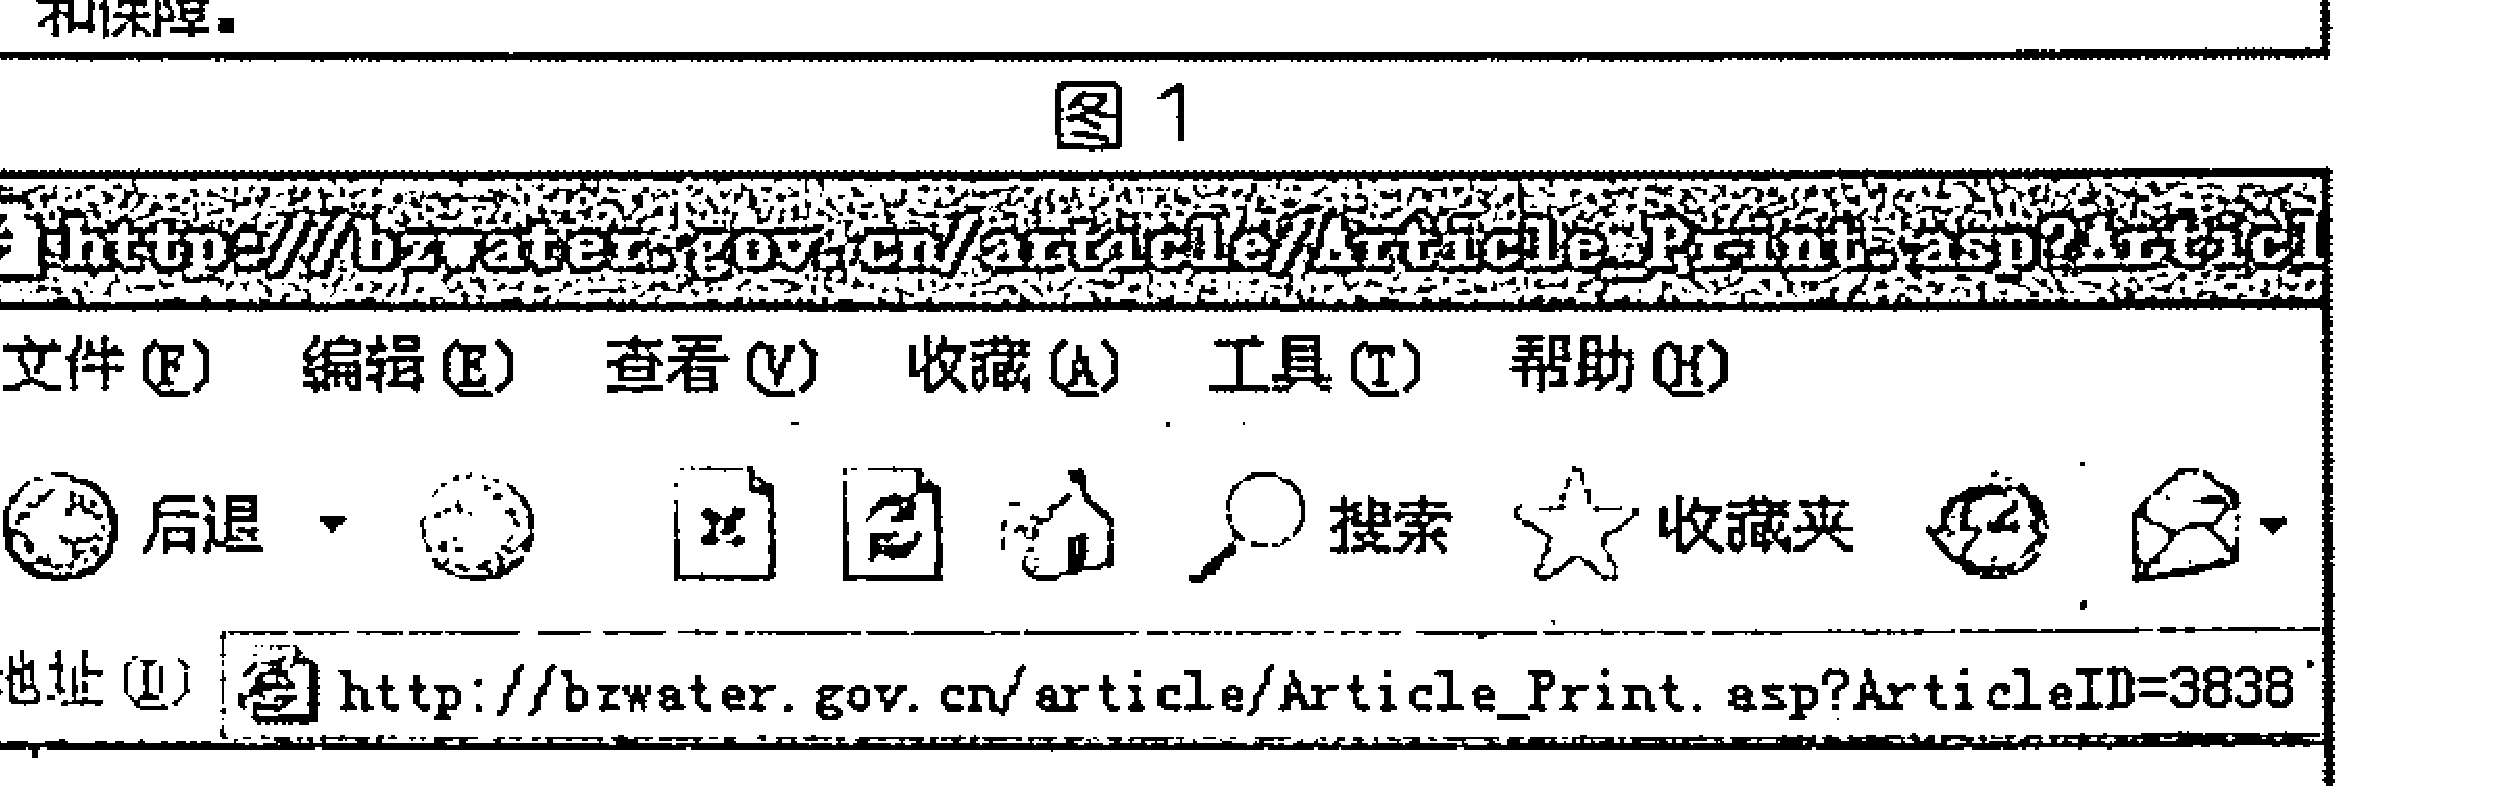 和保障。
图 1
http://bzwater.gov.cn/article/Article_Print.asp?Articl
文件(F) 编辑(E) 查看(V) 收藏(A) 工具(T) 帮助(H)
后退 搜索 收藏夹
地址(D) http://bzwater.gov.cn/article/Article_Print.asp?ArticleID=3838